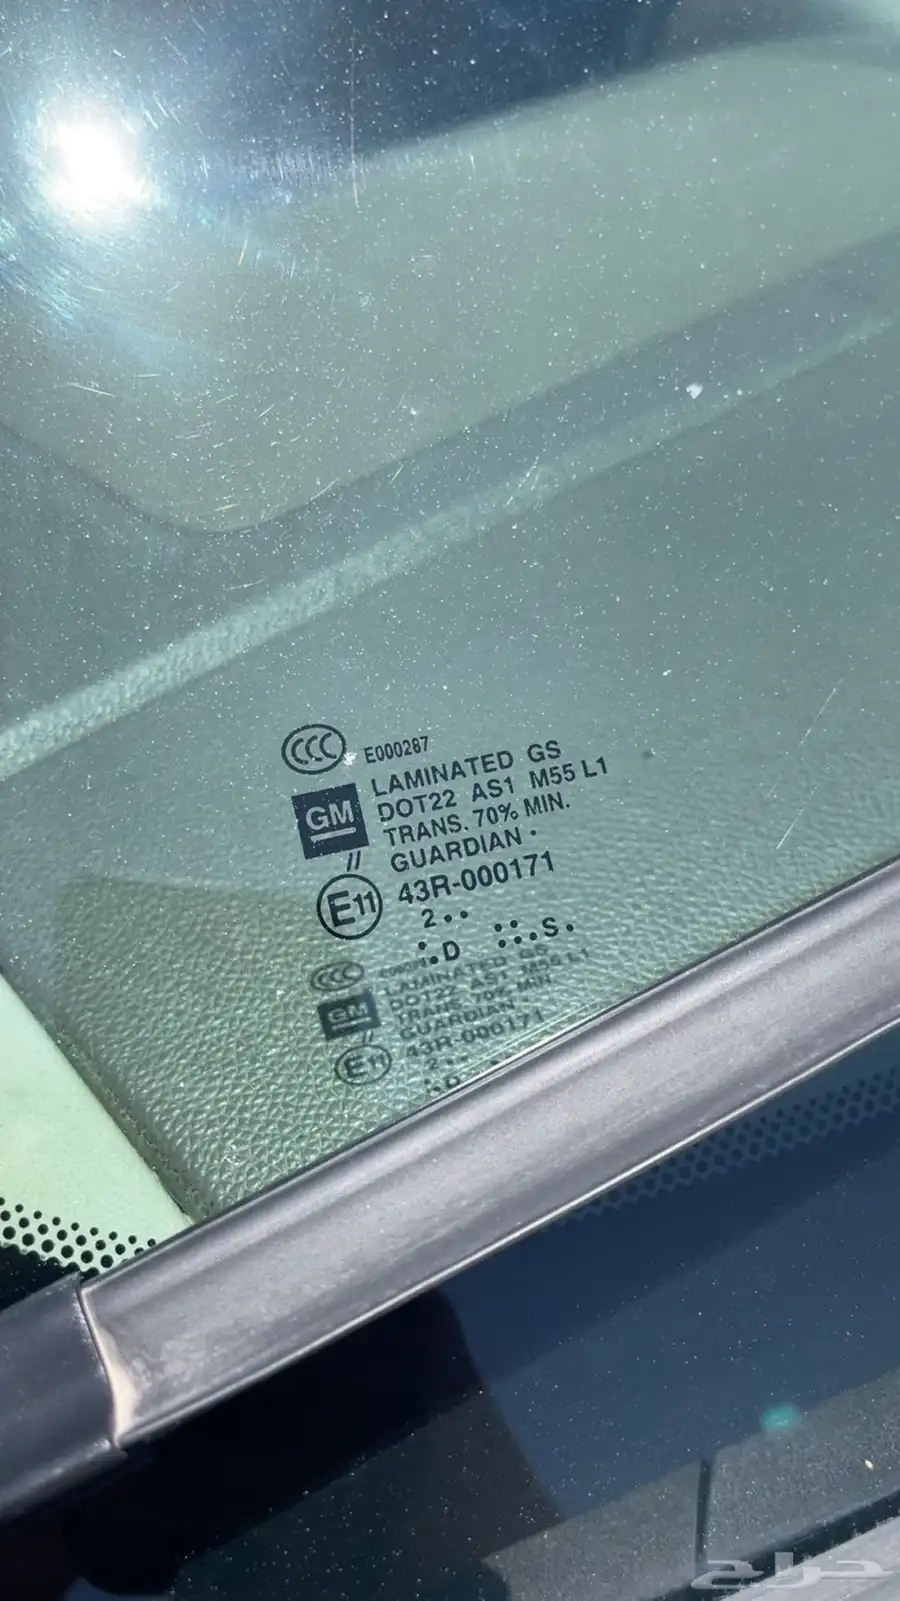 CCC E000287
LAMINATED GS
GM DOT22 AS1 M55 L1
TRANS. 70% MIN.
// GUARDIAN •
E11 43R-000171
2••
D S
حراج